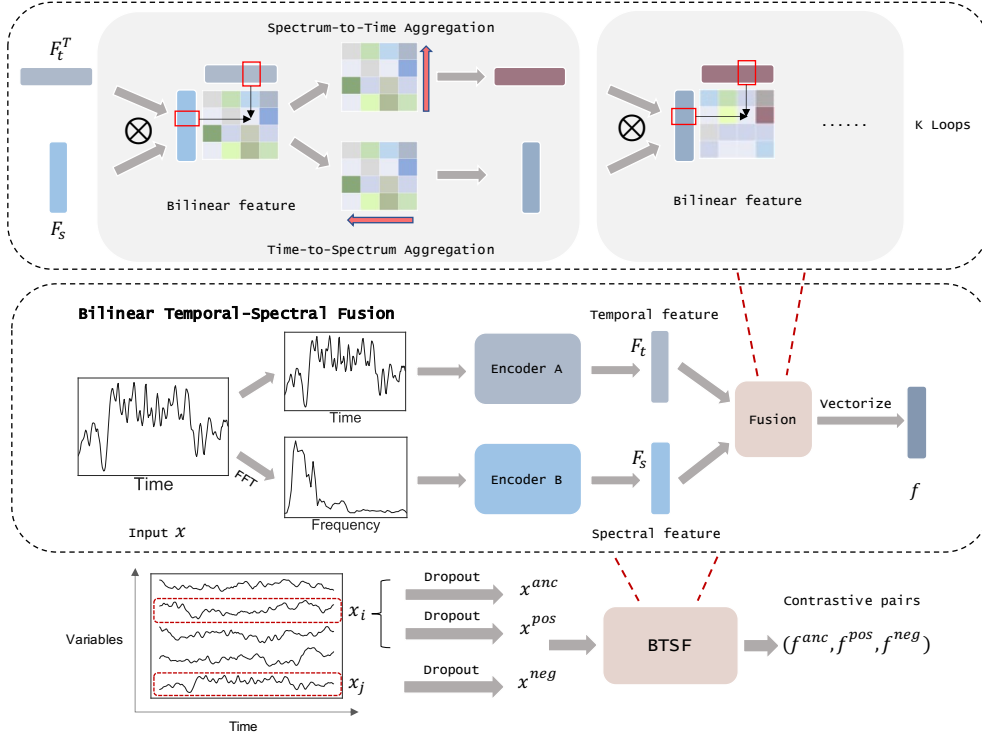 Spectrum-to-Time Aggregation
F_t^T
K Loops
Bilinear feature
Bilinear feature
F_s
Time-to-Spectrum Aggregation
......
Bilinear Temporal-Spectral Fusion
Temporal feature
F_t
Encoder A
Time
Fusion
Vectorize
Time
FFT
F_s
Encoder B
Frequency
f
Input x
Spectral feature
Dropout
x^{anc}
Contrastive pairs
x_i
Dropout
x^{pos}
Variables
BTSF
(f^{anc}, f^{pos}, f^{neg})
Dropout
x_j
x^{neg}
Time